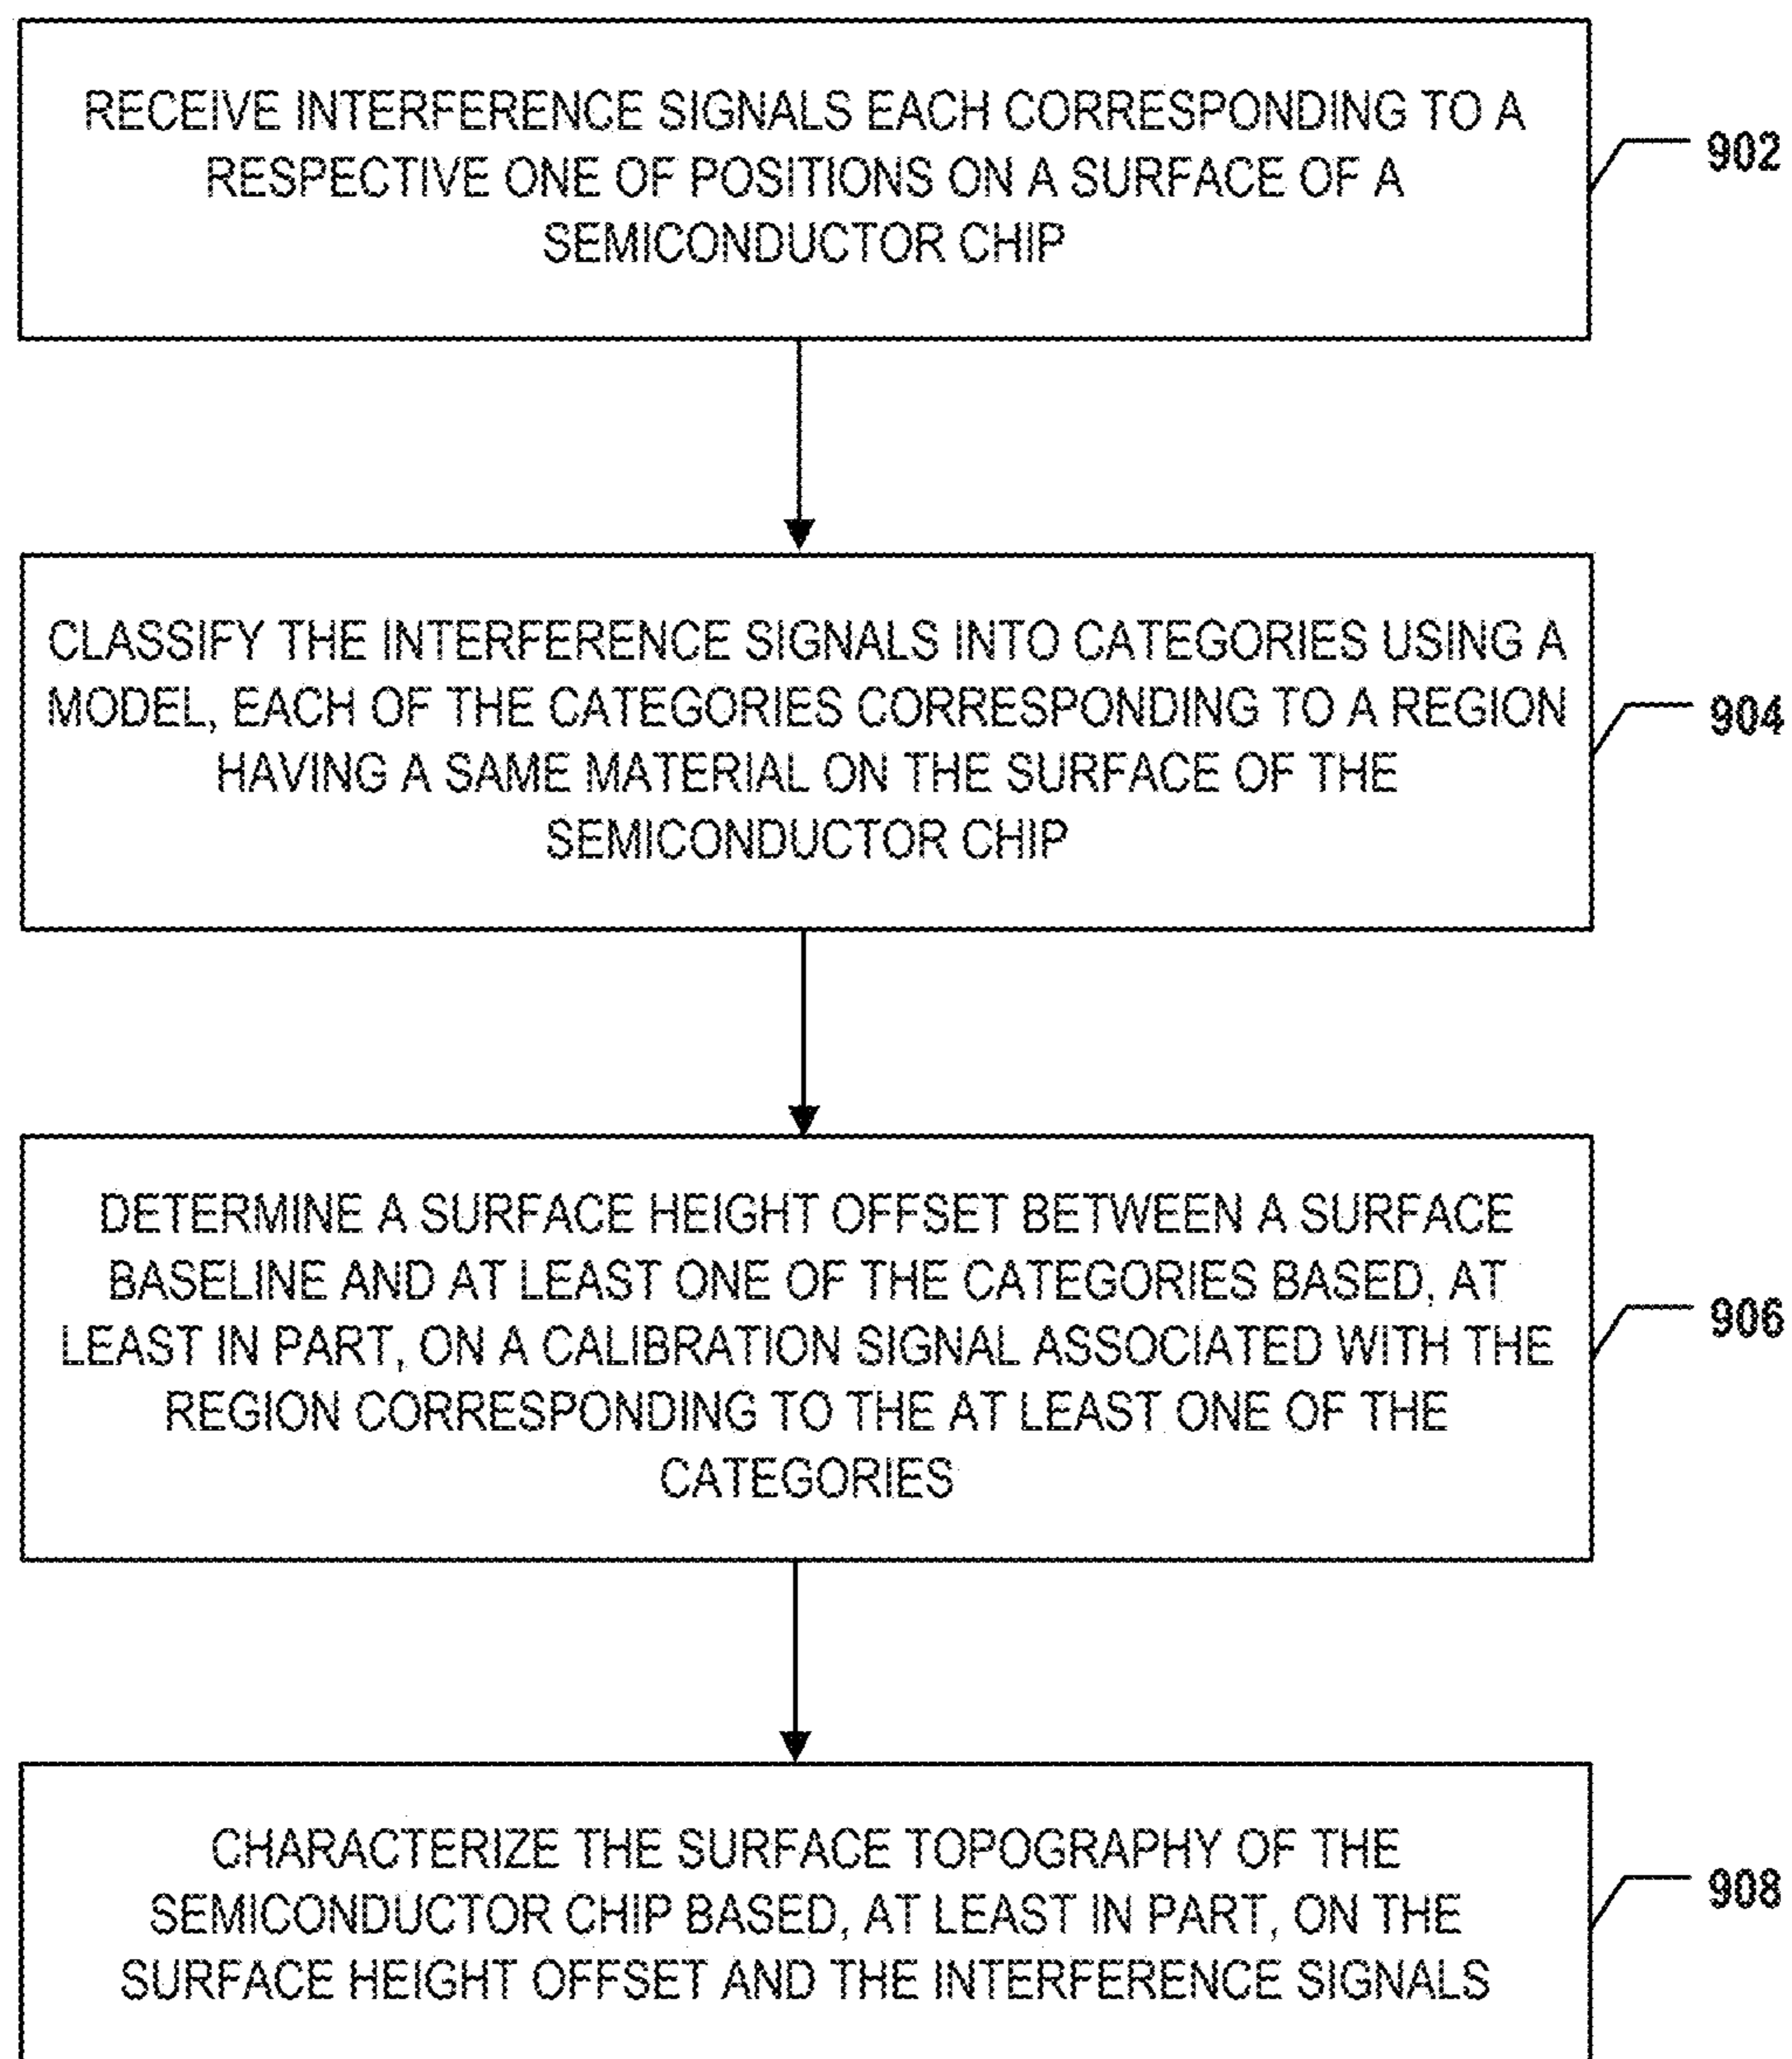 RECEIVE INTERFERENCE SIGNALS EACH CORRESPONDING TO A
RESPECTIVE ONE OF POSITIONS ON A SURFACE OF A
SEMICONDUCTOR CHIP
902
CLASSIFY THE INTERFERENCE SIGNALS INTO CATEGORIES USING A
MODEL, EACH OF THE CATEGORIES CORRESPONDING TO A REGION
HAVING A SAME MATERIAL ON THE SURFACE OF THE
SEMICONDUCTOR CHIP
904
DETERMINE A SURFACE HEIGHT OFFSET BETWEEN A SURFACE
BASELINE AND AT LEAST ONE OF THE CATEGORIES BASED, AT
LEAST IN PART, ON A CALIBRATION SIGNAL ASSOCIATED WITH THE
REGION CORRESPONDING TO THE AT LEAST ONE OF THE
CATEGORIES
906
CHARACTERIZE THE SURFACE TOPOGRAPHY OF THE
SEMICONDUCTOR CHIP BASED, AT LEAST IN PART, ON THE
SURFACE HEIGHT OFFSET AND THE INTERFERENCE SIGNALS
908